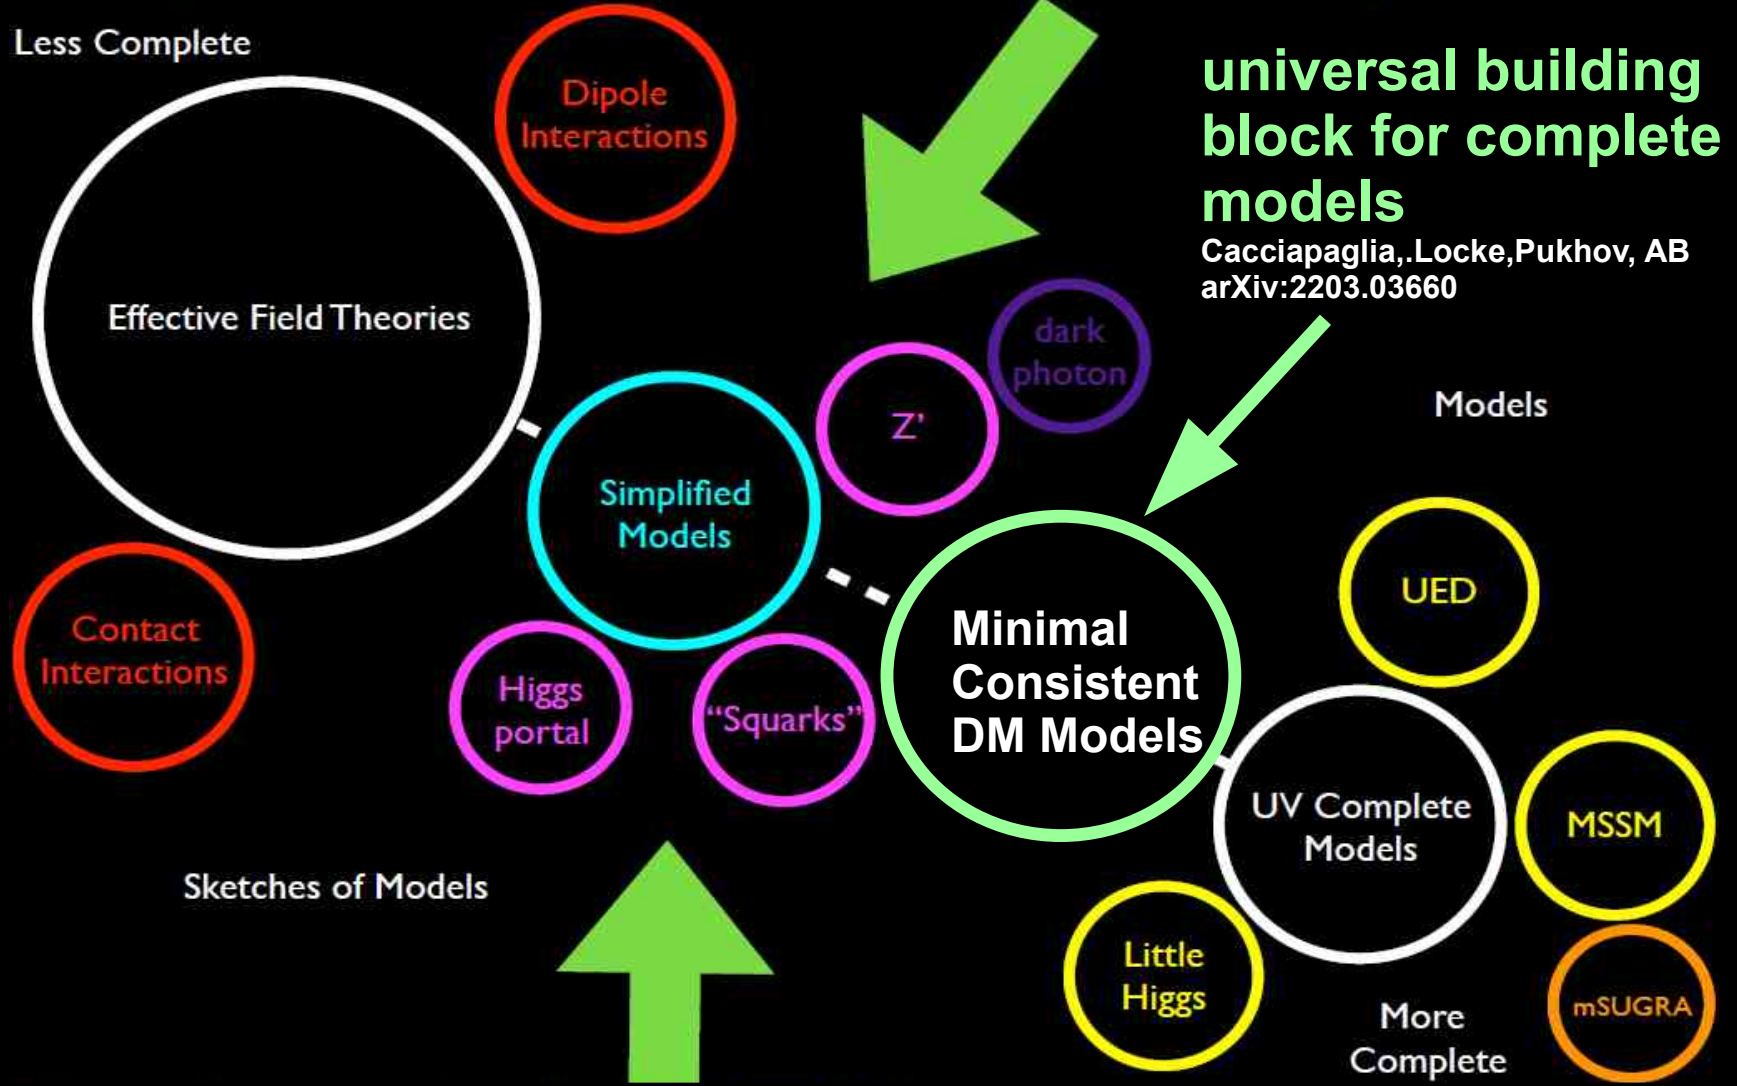 Less Complete
Dipole
Interactions
universal building
block for complete
models
Cacciapaglia,.Locke,Pukhov, AB
arXiv:2203.03660
Effective Field Theories
dark
photon
Z’
Models
Simplified
Models
UED
Contact
Interactions
Minimal
Consistent
DM Models
Higgs
portal
“Squarks”
UV Complete
Models
MSSM
Sketches of Models
Little
Higgs
mSUGRA
More
Complete